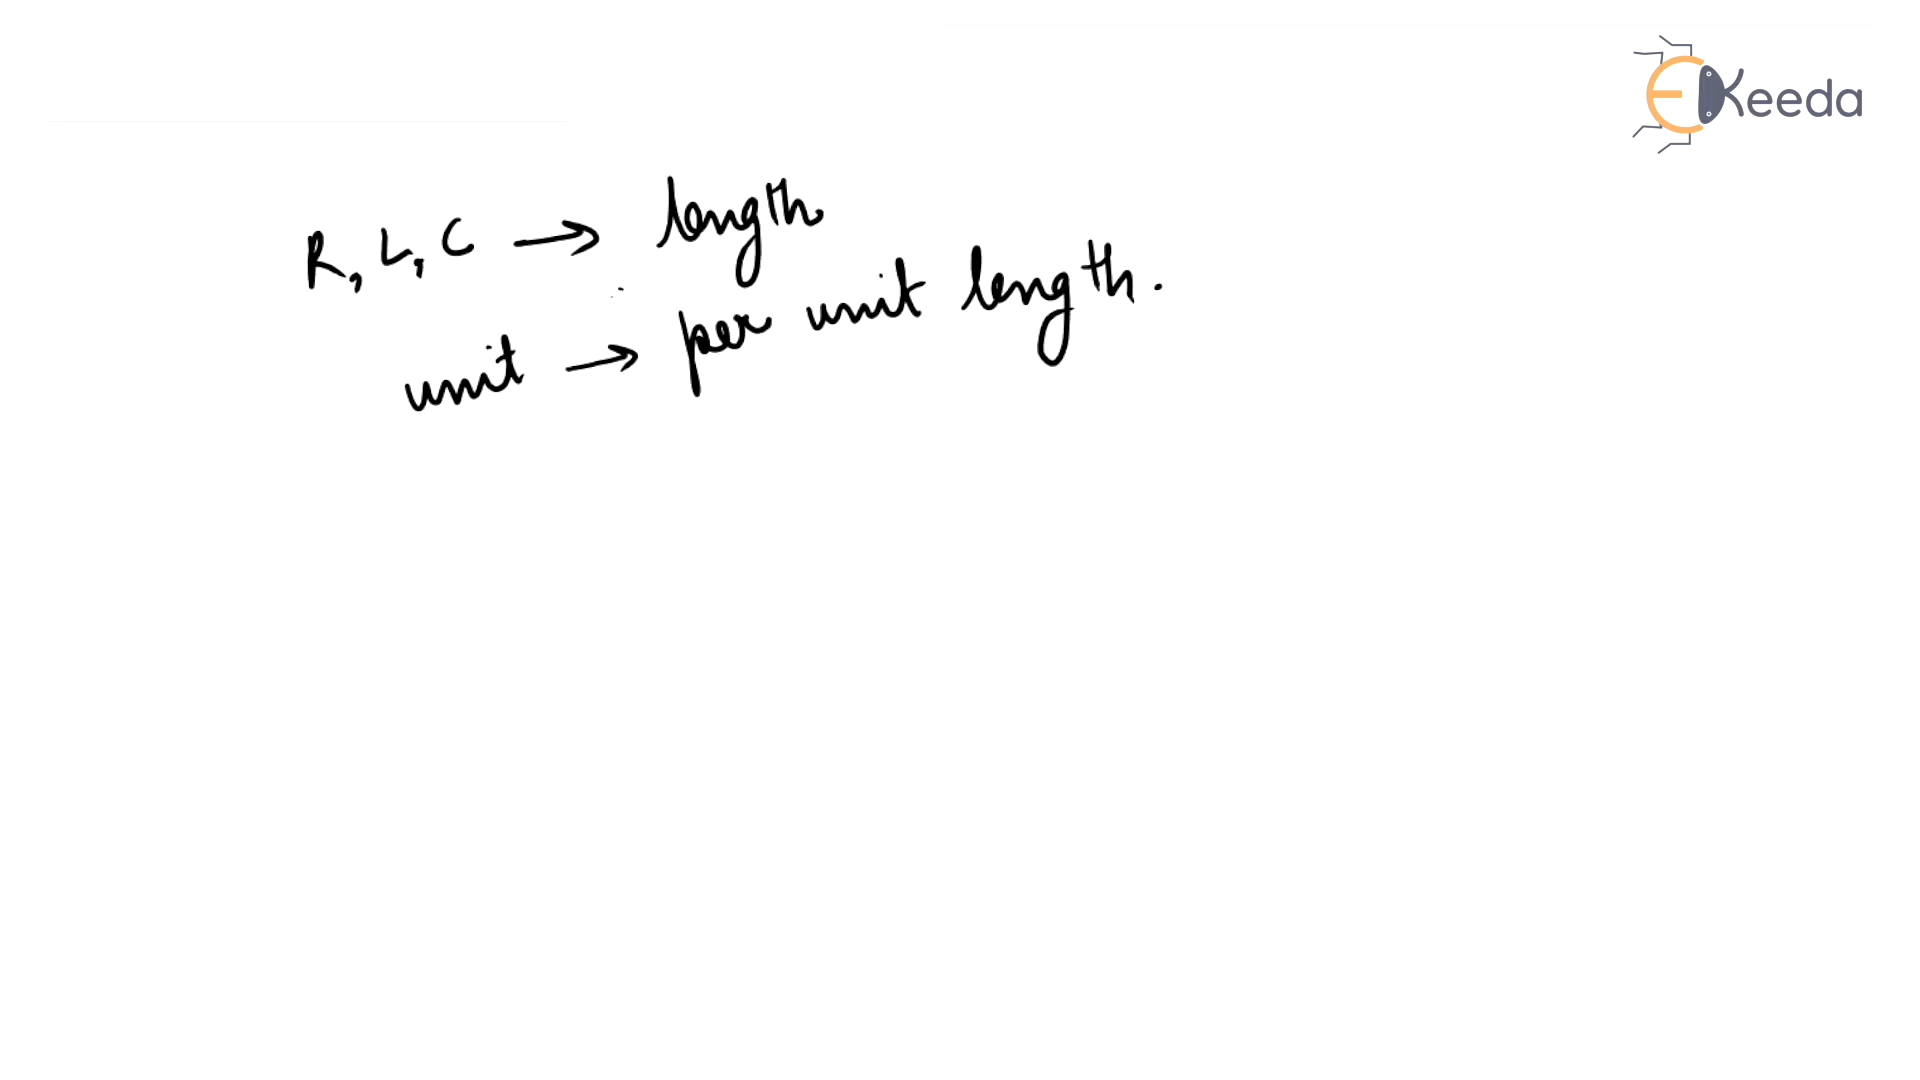 EKeeda
R, L, C → length
unit → per unit length.